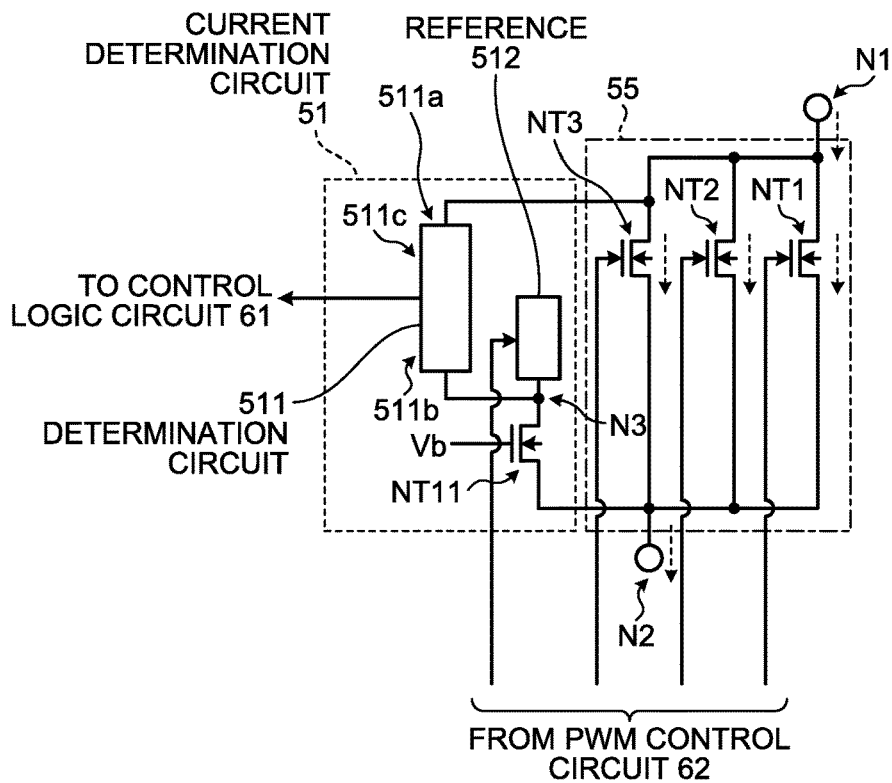 CURRENT
DETERMINATION
CIRCUIT
51
REFERENCE
512
511a
55
N1
NT3
NT2
NT1
511c
TO CONTROL
LOGIC CIRCUIT 61
511
DETERMINATION
CIRCUIT
511b
N3
Vb
NT11
N2
FROM PWM CONTROL
CIRCUIT 62